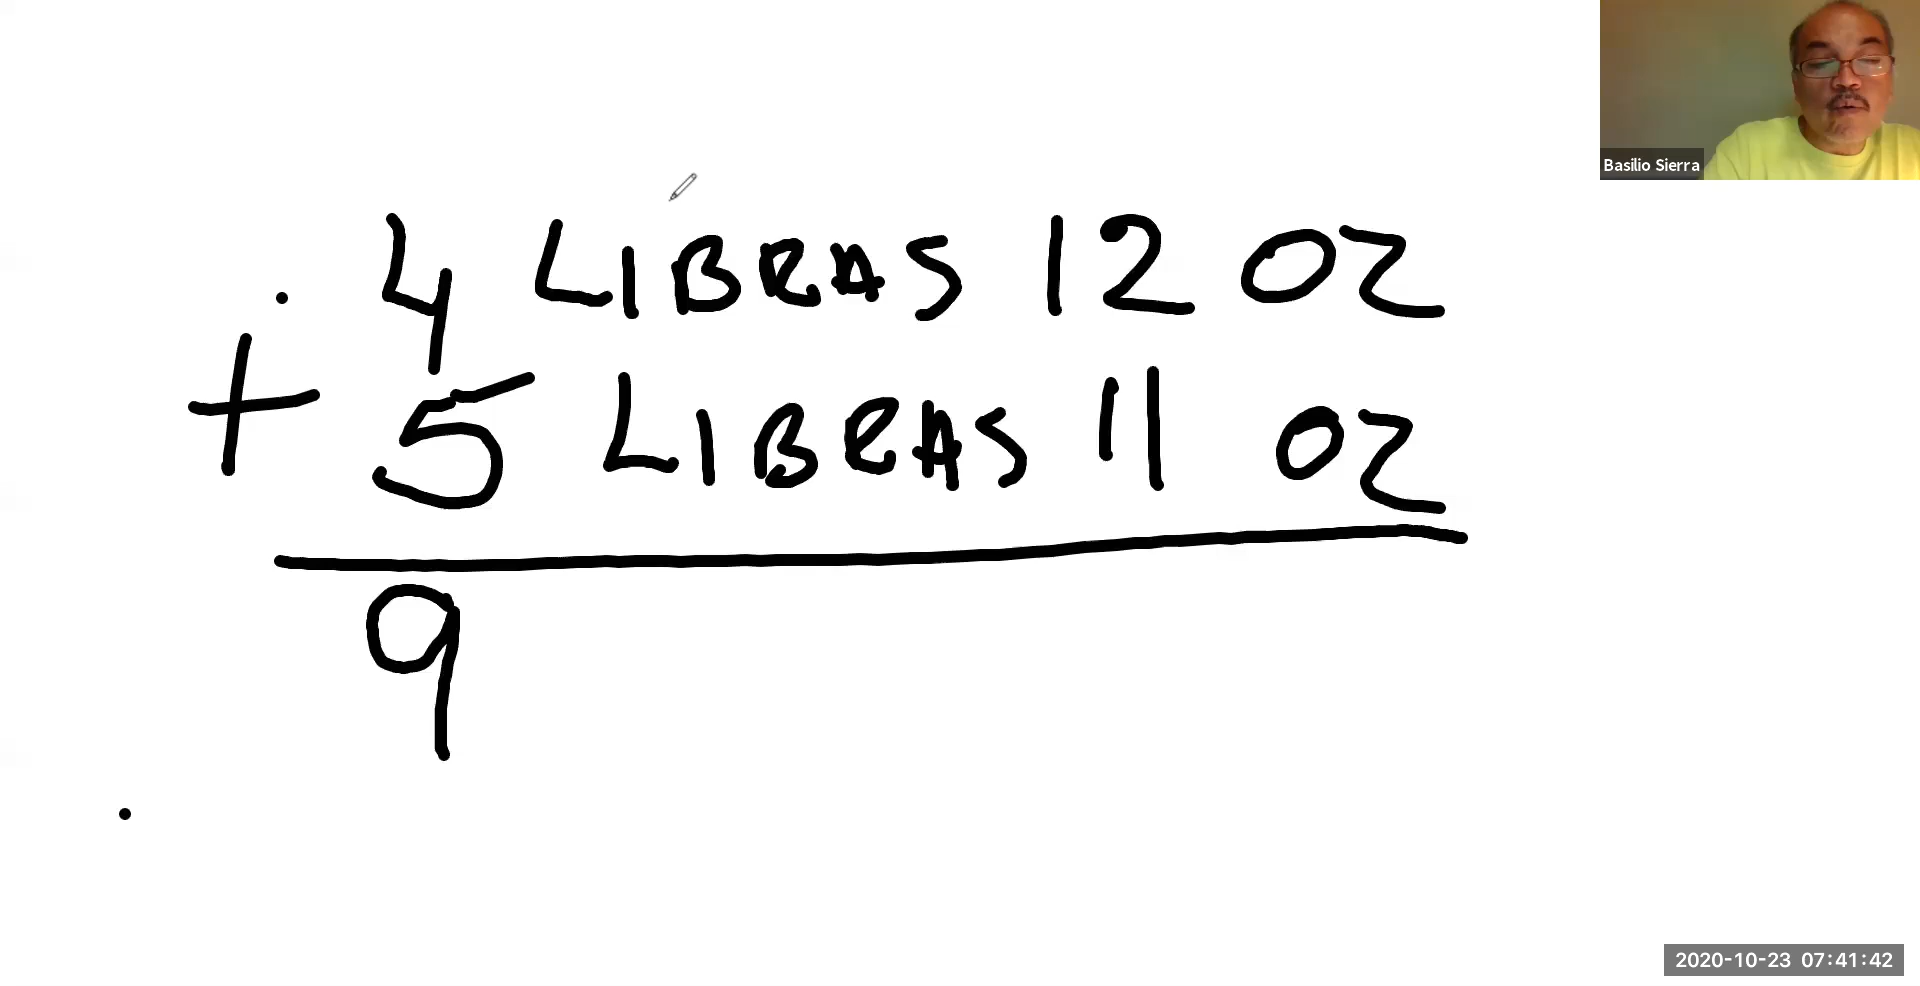 4 LIBRAS 12 OZ
+ 5 LIBRAS 11 OZ
9
Basilio Sierra
2020-10-23 07:41:42